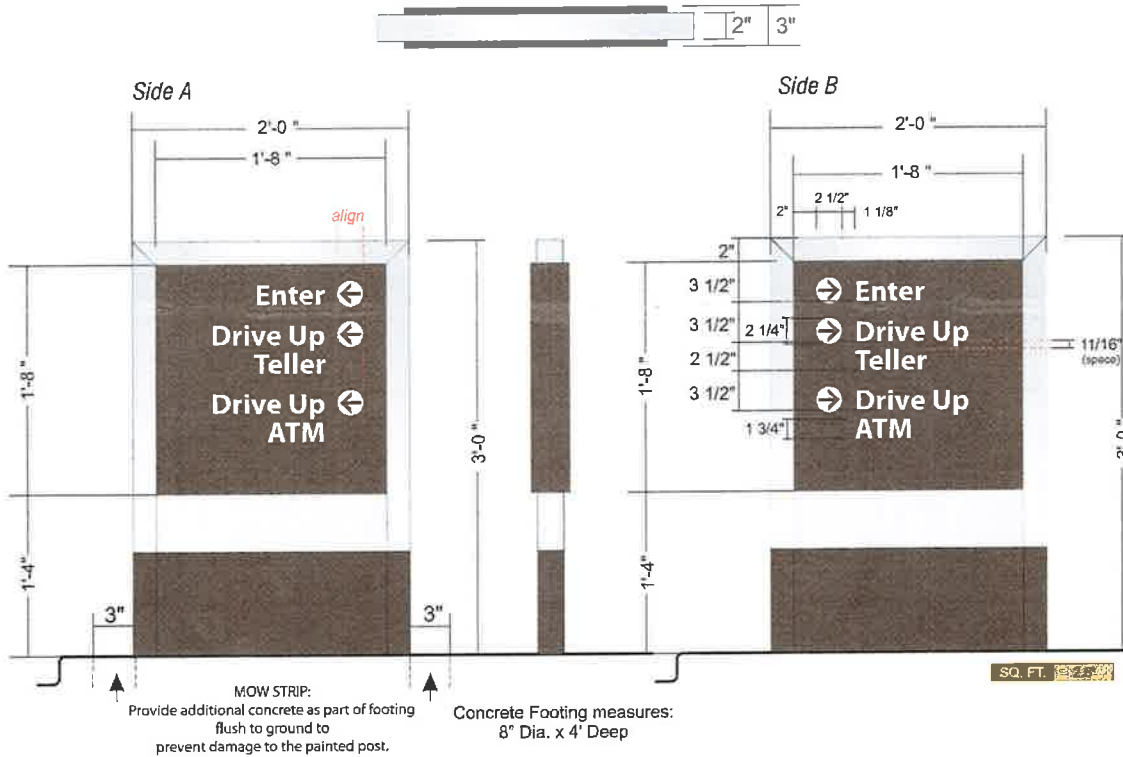 2"
3"
Side A
2'-0 "
1'-8 "
align
Enter
Drive Up
Teller
Drive Up
ATM
1'-8"
1'-4"
3'-0 "
3"
3"
MOW STRIP:
Provide additional concrete as part of footing
flush to ground to
prevent damage to the painted post.
Concrete Footing measures:
8" Dia. x 4' Deep
Side B
2'-0 "
1'-8 "
2"
2 1/2"
1 1/8"
2"
3 1/2"
3 1/2"
2 1/4"
2 1/2"
3 1/2"
1 3/4"
Enter
Drive Up
Teller
Drive Up
ATM
11/16"
(space)
1'-8"
1'-4"
3'-0 "
SQ. FT.